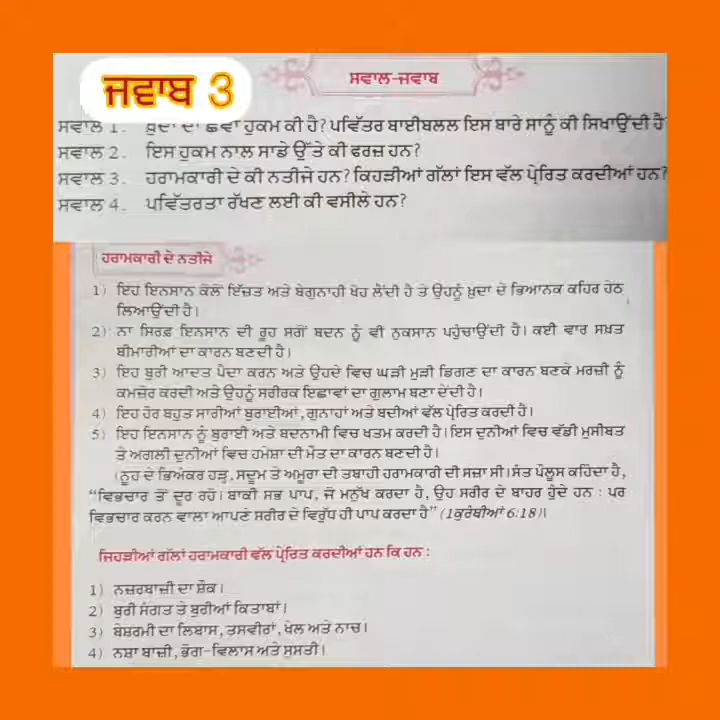 ਜਵਾਬ 3
ਸਵਾਲ-ਜਵਾਬ
ਸਵਾਲ 1. ਖ਼ੁਦਾ ਦਾ ਛੇਵਾਂ ਹੁਕਮ ਕੀ ਹੈ? ਪਵਿੱਤਰ ਬਾਈਬਲਲ ਇਸ ਬਾਰੇ ਸਾਨੂੰ ਕੀ ਸਿਖਾਉਂਦੀ ਹੈ
ਸਵਾਲ 2. ਇਸ ਹੁਕਮ ਨਾਲ ਸਾਡੇ ਉੱਤੇ ਕੀ ਫਰਜ਼ ਹਨ?
ਸਵਾਲ 3. ਹਰਾਮਕਾਰੀ ਦੇ ਕੀ ਨਤੀਜੇ ਹਨ? ਕਿਹੜੀਆਂ ਗੱਲਾਂ ਇਸ ਵੱਲ ਪ੍ਰੇਰਿਤ ਕਰਦੀਆਂ ਹਨ?
ਸਵਾਲ 4. ਪਵਿੱਤਰਤਾ ਰੱਖਣ ਲਈ ਕੀ ਵਸੀਲੇ ਹਨ?
ਹਰਾਮਕਾਰੀ ਦੇ ਨਤੀਜੇ
1) ਇਹ ਇਨਸਾਨ ਕੋਲੋਂ ਇੱਜ਼ਤ ਅਤੇ ਬੇਗੁਨਾਹੀ ਖੋਹ ਲੈਂਦੀ ਹੈ ਤੇ ਉਹਨੂੰ ਖ਼ੁਦਾ ਦੇ ਭਿਆਨਕ ਕਹਿਰ ਹੇਠ
ਲਿਆਉਂਦੀ ਹੈ।
2) ਨਾ ਸਿਰਫ਼ ਇਨਸਾਨ ਦੀ ਰੂਹ ਸਗੋਂ ਬਦਨ ਨੂੰ ਵੀ ਨੁਕਸਾਨ ਪਹੁੰਚਾਉਂਦੀ ਹੈ। ਕਈ ਵਾਰ ਸਖ਼ਤ
ਬੀਮਾਰੀਆਂ ਦਾ ਕਾਰਨ ਬਣਦੀ ਹੈ।
3) ਇਹ ਬੁਰੀ ਆਦਤ ਪੈਦਾ ਕਰਨ ਅਤੇ ਉਹਦੇ ਵਿਚ ਘੜੀ ਮੁੜੀ ਡਿਗਣ ਦਾ ਕਾਰਨ ਬਣਕੇ ਮਰਜ਼ੀ ਨੂੰ
ਕਮਜ਼ੋਰ ਕਰਦੀ ਅਤੇ ਉਹਨੂੰ ਸਰੀਰਕ ਇਛਾਵਾਂ ਦਾ ਗੁਲਾਮ ਬਣਾ ਦੇਂਦੀ ਹੈ।
4) ਇਹ ਹੋਰ ਬਹੁਤ ਸਾਰੀਆਂ ਬੁਰਾਈਆਂ, ਗੁਨਾਹਾਂ ਅਤੇ ਬਦੀਆਂ ਵੱਲ ਪ੍ਰੇਰਿਤ ਕਰਦੀ ਹੈ।
5) ਇਹ ਇਨਸਾਨ ਨੂੰ ਬੁਰਾਈ ਅਤੇ ਬਦਨਾਮੀ ਵਿਚ ਖਤਮ ਕਰਦੀ ਹੈ। ਇਸ ਦੁਨੀਆਂ ਵਿਚ ਵੱਡੀ ਮੁਸੀਬਤ
ਤੇ ਅਗਲੀ ਦੁਨੀਆਂ ਵਿਚ ਹਮੇਸ਼ਾ ਦੀ ਮੌਤ ਦਾ ਕਾਰਨ ਬਣਦੀ ਹੈ।
(ਨੂਹ ਦੇ ਭਿਅੰਕਰ ਹੜ੍ਹ, ਸਦੂਮ ਤੇ ਅਮੂਰਾ ਦੀ ਤਬਾਹੀ ਹਰਾਮਕਾਰੀ ਦੀ ਸਜ਼ਾ ਸੀ। ਸੰਤ ਪੌਲੂਸ ਕਹਿੰਦਾ ਹੈ,
"ਵਿਭਚਾਰ ਤੋਂ ਦੂਰ ਰਹੋ। ਬਾਕੀ ਸਭ ਪਾਪ, ਜੋ ਮਨੁੱਖ ਕਰਦਾ ਹੈ, ਉਹ ਸਰੀਰ ਦੇ ਬਾਹਰ ਹੁੰਦੇ ਹਨ : ਪਰ
ਵਿਭਚਾਰ ਕਰਨ ਵਾਲਾ ਆਪਣੇ ਸਰੀਰ ਦੇ ਵਿਰੁੱਧ ਹੀ ਪਾਪ ਕਰਦਾ ਹੈ" (1ਕੁਰੰਥੀਆਂ 6:18)।
ਜਿਹੜੀਆਂ ਗੱਲਾਂ ਹਰਾਮਕਾਰੀ ਵੱਲ ਪ੍ਰੇਰਿਤ ਕਰਦੀਆਂ ਹਨ ਕਿ ਹਨ :
1) ਨਜ਼ਰਬਾਜ਼ੀ ਦਾ ਸ਼ੌਕ।
2) ਬੁਰੀ ਸੰਗਤ ਤੇ ਬੁਰੀਆਂ ਕਿਤਾਬਾਂ।
3) ਬੇਸ਼ਰਮੀ ਦਾ ਲਿਬਾਸ, ਤਸਵੀਰਾਂ, ਖੇਲ ਅਤੇ ਨਾਚ।
4) ਨਸ਼ਾ ਬਾਜ਼ੀ, ਭੋਗ-ਵਿਲਾਸ ਅਤੇ ਸੁਸਤੀ।